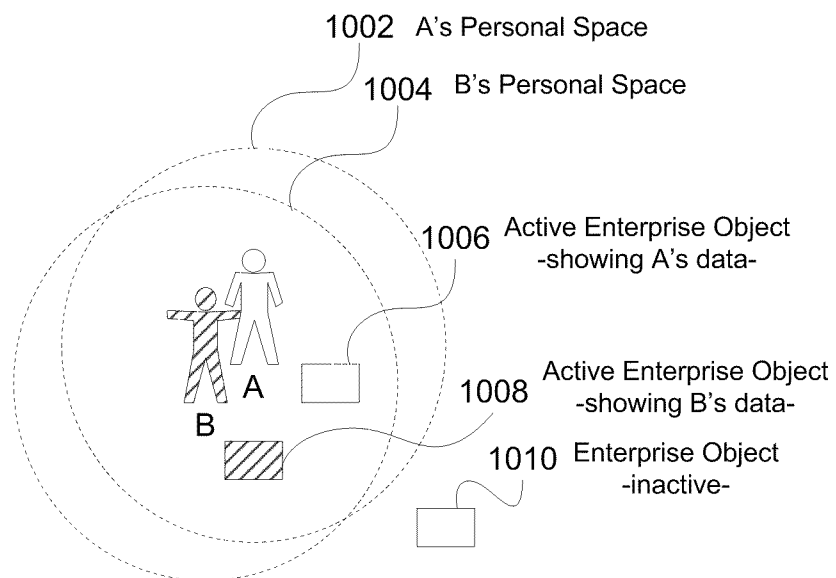 1002 A's Personal Space
1004 B's Personal Space
1006 Active Enterprise Object
-showing A's data-
A
1008 Active Enterprise Object
-showing B's data-
B
1010 Enterprise Object
-inactive-